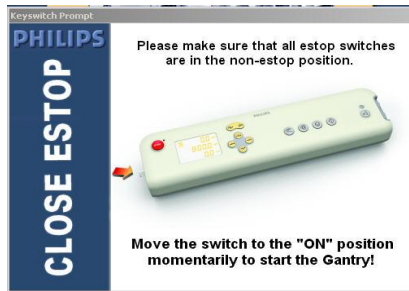 Keyswitch Prompt
PHILIPS
CLOSE ESTOP
Please make sure that all estop switches
are in the non-estop position.
Move the switch to the "ON" position
momentarily to start the Gantry!